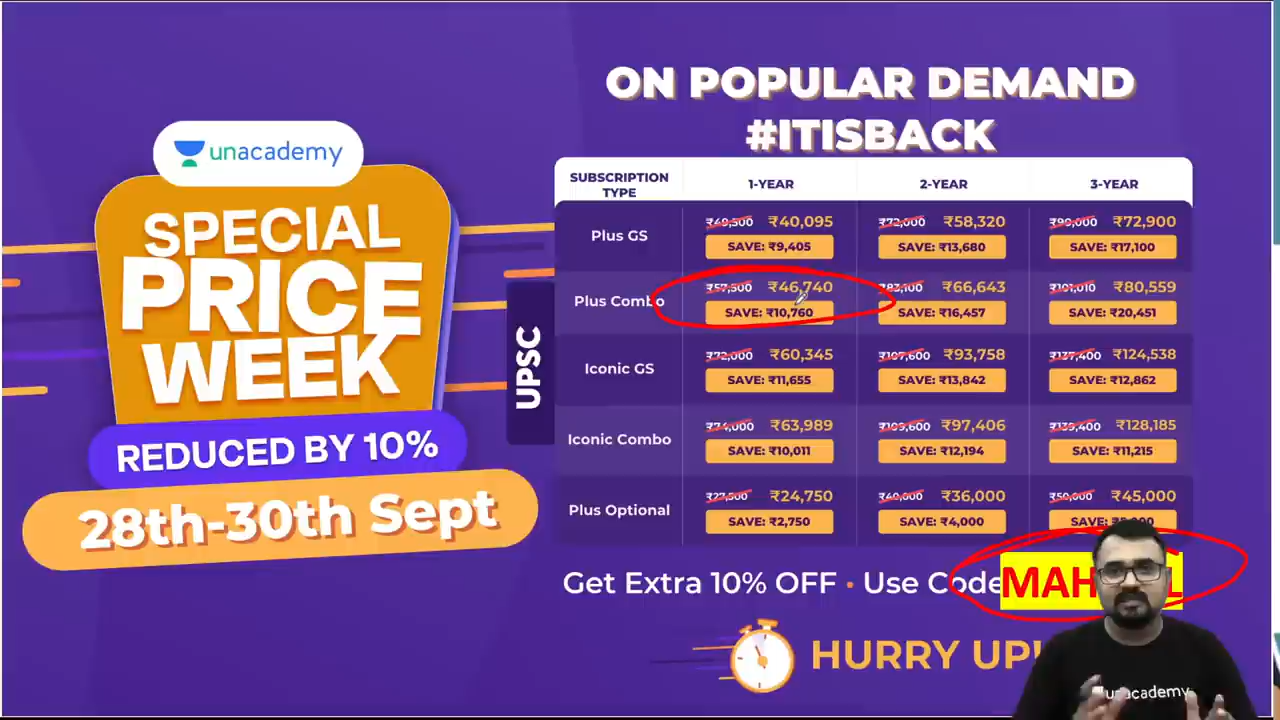 unacademy
SPECIAL
PRICE
WEEK
REDUCED BY 10%
28th-30th Sept
ON POPULAR DEMAND
#ITISBACK
SUBSCRIPTION TYPE 1-YEAR 2-YEAR 3-YEAR
UPSC
Plus GS ₹49,500 ₹40,095 ₹72,000 ₹58,320 ₹90,000 ₹72,900
SAVE: ₹9,405 SAVE: ₹13,680 SAVE: ₹17,100
Plus Combo ₹57,500 ₹46,740 ₹83,100 ₹66,643 ₹101,010 ₹80,559
SAVE: ₹10,760 SAVE: ₹16,457 SAVE: ₹20,451
Iconic GS ₹72,000 ₹60,345 ₹107,600 ₹93,758 ₹137,400 ₹124,538
SAVE: ₹11,655 SAVE: ₹13,842 SAVE: ₹12,862
Iconic Combo ₹74,000 ₹63,989 ₹109,600 ₹97,406 ₹139,400 ₹128,185
SAVE: ₹10,011 SAVE: ₹12,194 SAVE: ₹11,215
Plus Optional ₹27,500 ₹24,750 ₹40,000 ₹36,000 ₹50,000 ₹45,000
SAVE: ₹2,750 SAVE: ₹4,000 SAVE:
Get Extra 10% OFF • Use Code
HURRY UP!
unacademy